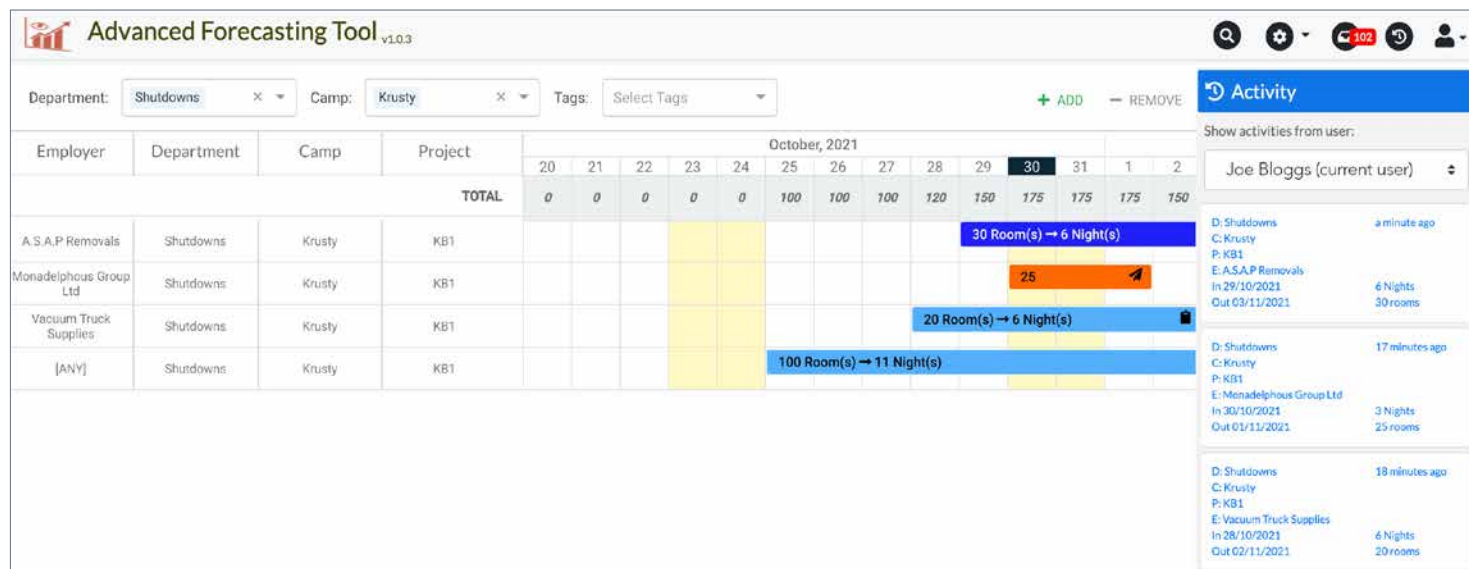 Advanced Forecasting Tool v1.0.3
102
Department: Shutdowns × Camp: Krusty × Tags: Select Tags + ADD − REMOVE
Employer Department Camp Project October, 2021
20 21 22 23 24 25 26 27 28 29 30 31 1 2
TOTAL 0 0 0 0 0 100 100 100 120 150 175 175 175 150
A.S.A.P Removals Shutdowns Krusty KB1 30 Room(s) → 6 Night(s)
Monadelphous Group
Ltd
Shutdowns Krusty KB1 25
Vacuum Truck
Supplies
Shutdowns Krusty KB1 20 Room(s) → 6 Night(s)
[ANY] Shutdowns Krusty KB1 100 Room(s) → 11 Night(s)
Activity
Show activities from user:
Joe Bloggs (current user)
D: Shutdowns a minute ago
C: Krusty
P: KB1
E: A.S.A.P Removals
In 29/10/2021 6 Nights
Out 03/11/2021 30 rooms
D: Shutdowns 17 minutes ago
C: Krusty
P: KB1
E: Monadelphous Group Ltd
In 30/10/2021 3 Nights
Out 01/11/2021 25 rooms
D: Shutdowns 18 minutes ago
C: Krusty
P: KB1
E: Vacuum Truck Supplies
In 28/10/2021 6 Nights
Out 02/11/2021 20 rooms